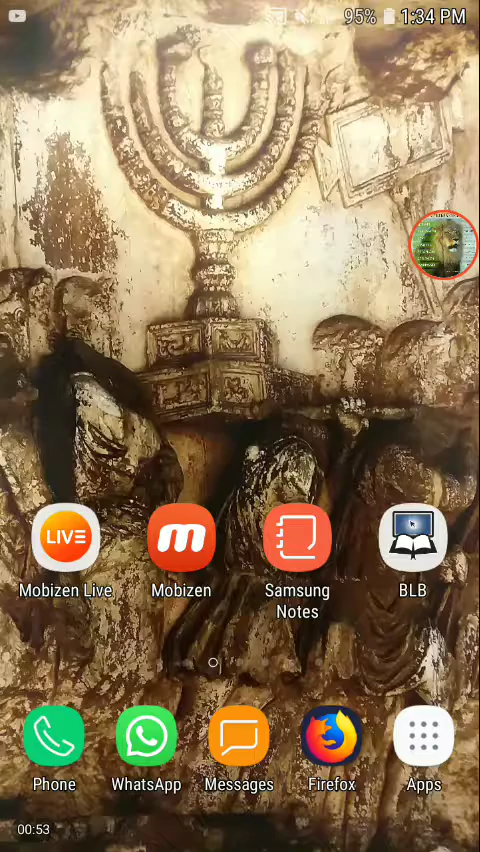 95% 1:34 PM
LIVE
Mobizen Live
Mobizen
Samsung
Notes
BLB
Phone
WhatsApp
Messages
Firefox
Apps
00:53